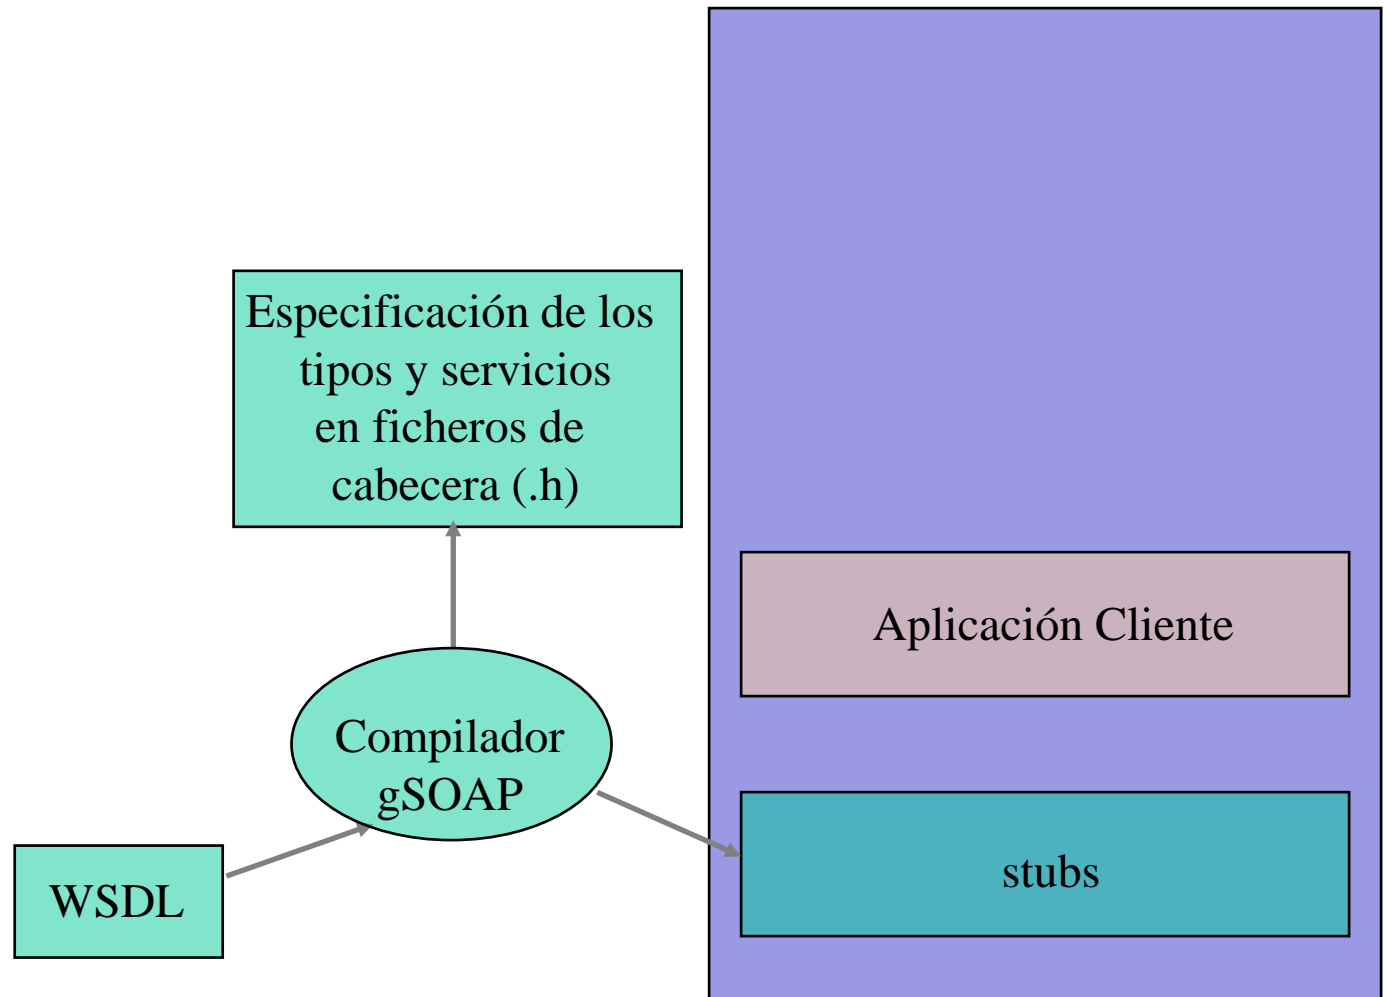 Especificación de los
tipos y servicios
en ficheros de
cabecera (.h)
Aplicación Cliente
Compilador
gSOAP
stubs
WSDL